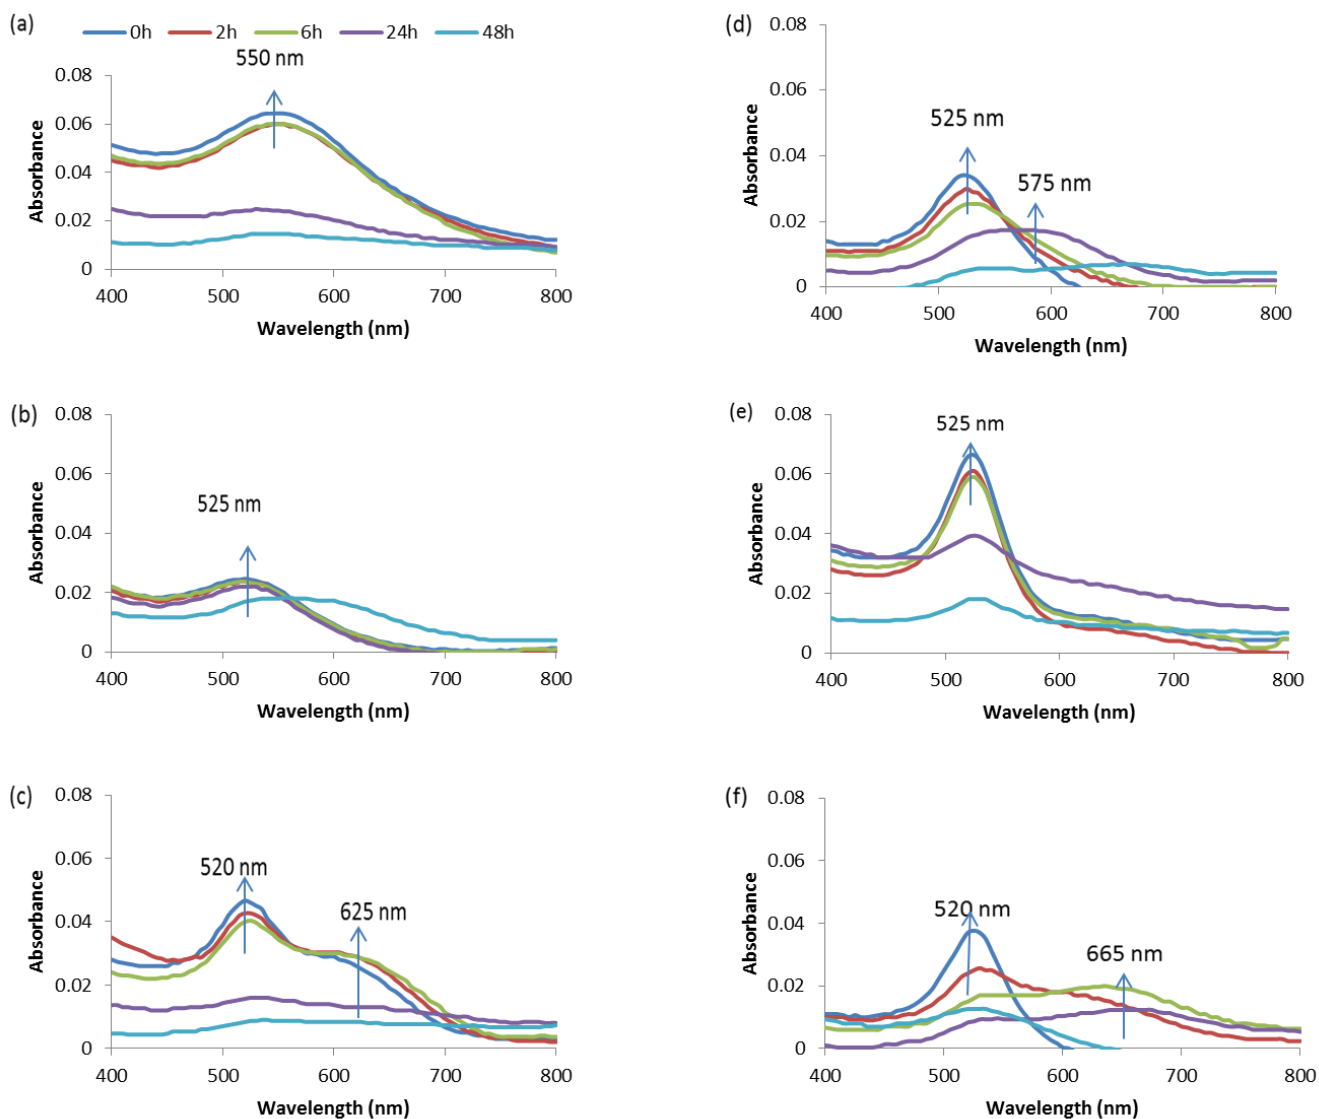 (a)
0h 2h 6h 24h 48h
550 nm
0.08
0.06
0.04
0.02
0
Absorbance
400 500 600 700 800
Wavelength (nm)
(b)
525 nm
0.08
0.06
0.04
0.02
0
Absorbance
400 500 600 700 800
Wavelength (nm)
(c)
520 nm
625 nm
0.08
0.06
0.04
0.02
0
Absorbance
400 500 600 700 800
Wavelength (nm)
(d)
525 nm
575 nm
0.08
0.06
0.04
0.02
0
Absorbance
400 500 600 700 800
Wavelength (nm)
(e)
525 nm
0.08
0.06
0.04
0.02
0
Absorbance
400 500 600 700 800
Wavelength (nm)
(f)
520 nm
665 nm
0.08
0.06
0.04
0.02
0
Absorbance
400 500 600 700 800
Wavelength (nm)